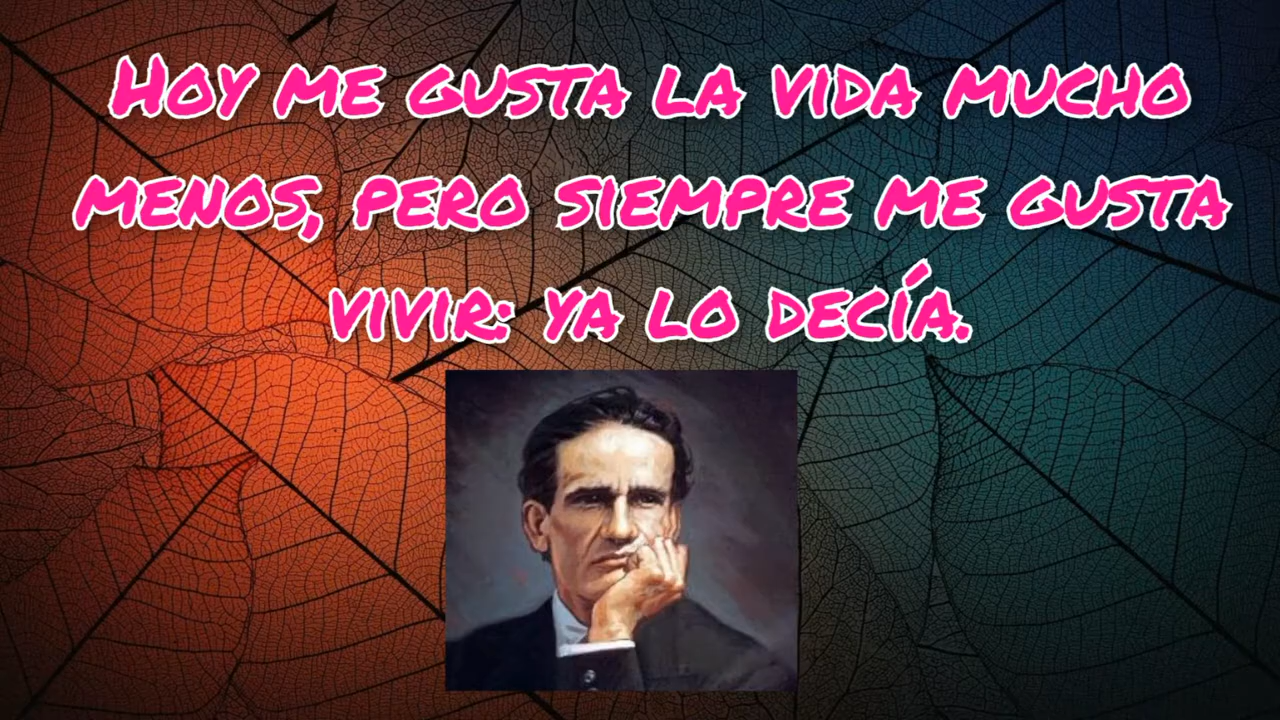 Hoy me gusta la vida mucho
menos, pero siempre me gusta
vivir: ya lo decía.